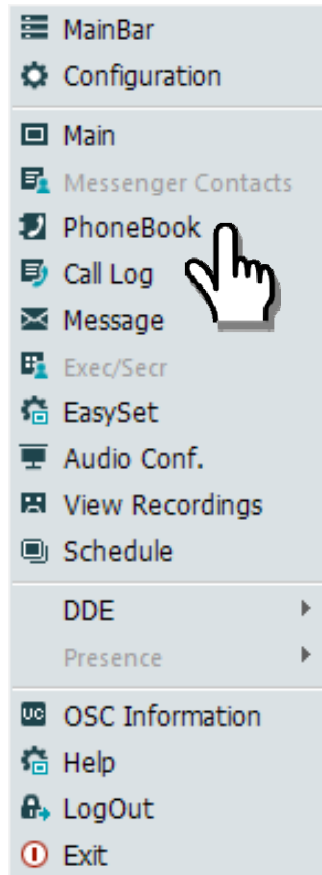 MainBar
Configuration
Main
Messenger Contacts
PhoneBook
Call Log
Message
Exec/Secr
EasySet
Audio Conf.
View Recordings
Schedule
DDE
Presence
UC OSC Information
Help
LogOut
Exit